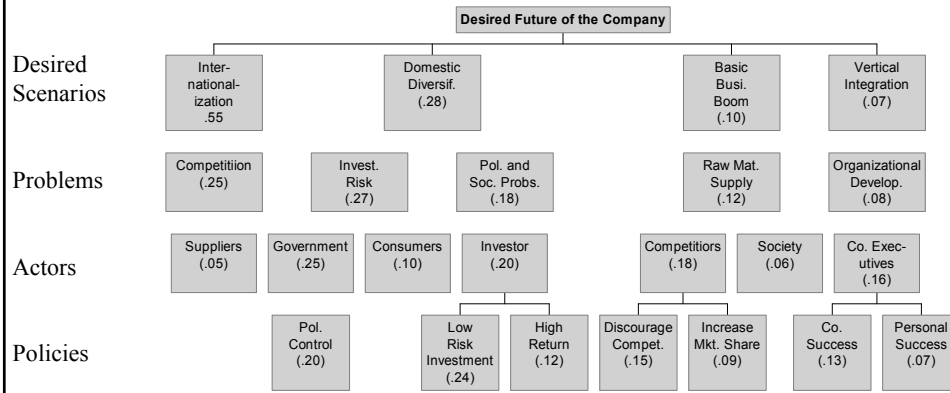 Desired Future of the Company
Desired
Scenarios
Inter-
national-
ization
.55
Domestic
Diversif.
(.28)
Basic
Busi.
Boom
(.10)
Vertical
Integration
(.07)
Problems
Competitiion
(.25)
Invest.
Risk
(.27)
Pol. and
Soc. Probs.
(.18)
Raw Mat.
Supply
(.12)
Organizational
Develop.
(.08)
Actors
Suppliers
(.05)
Government
(.25)
Consumers
(.10)
Investor
(.20)
Competitiors
(.18)
Society
(.06)
Co. Exec-
utives
(.16)
Policies
Pol.
Control
(.20)
Low
Risk
Investment
(.24)
High
Return
(.12)
Discourage
Compet.
(.15)
Increase
Mkt. Share
(.09)
Co.
Success
(.13)
Personal
Success
(.07)